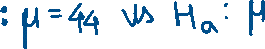 : μ = 44 vs Hₐ : μ